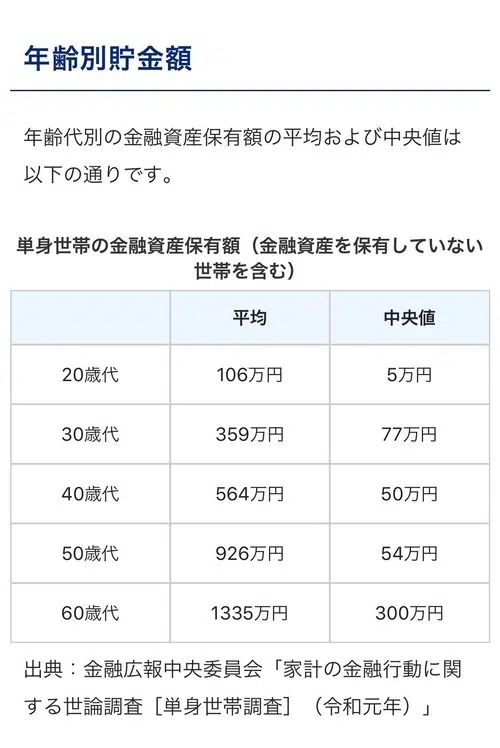 年齢別貯金額
年齢代別の金融資産保有額の平均および中央値は
以下の通りです。
単身世帯の金融資産保有額（金融資産を保有していない
世帯を含む）
平均 中央値
20歳代 106万円 5万円
30歳代 359万円 77万円
40歳代 564万円 50万円
50歳代 926万円 54万円
60歳代 1335万円 300万円
出典：金融広報中央委員会「家計の金融行動に関
する世論調査［単身世帯調査］（令和元年）」